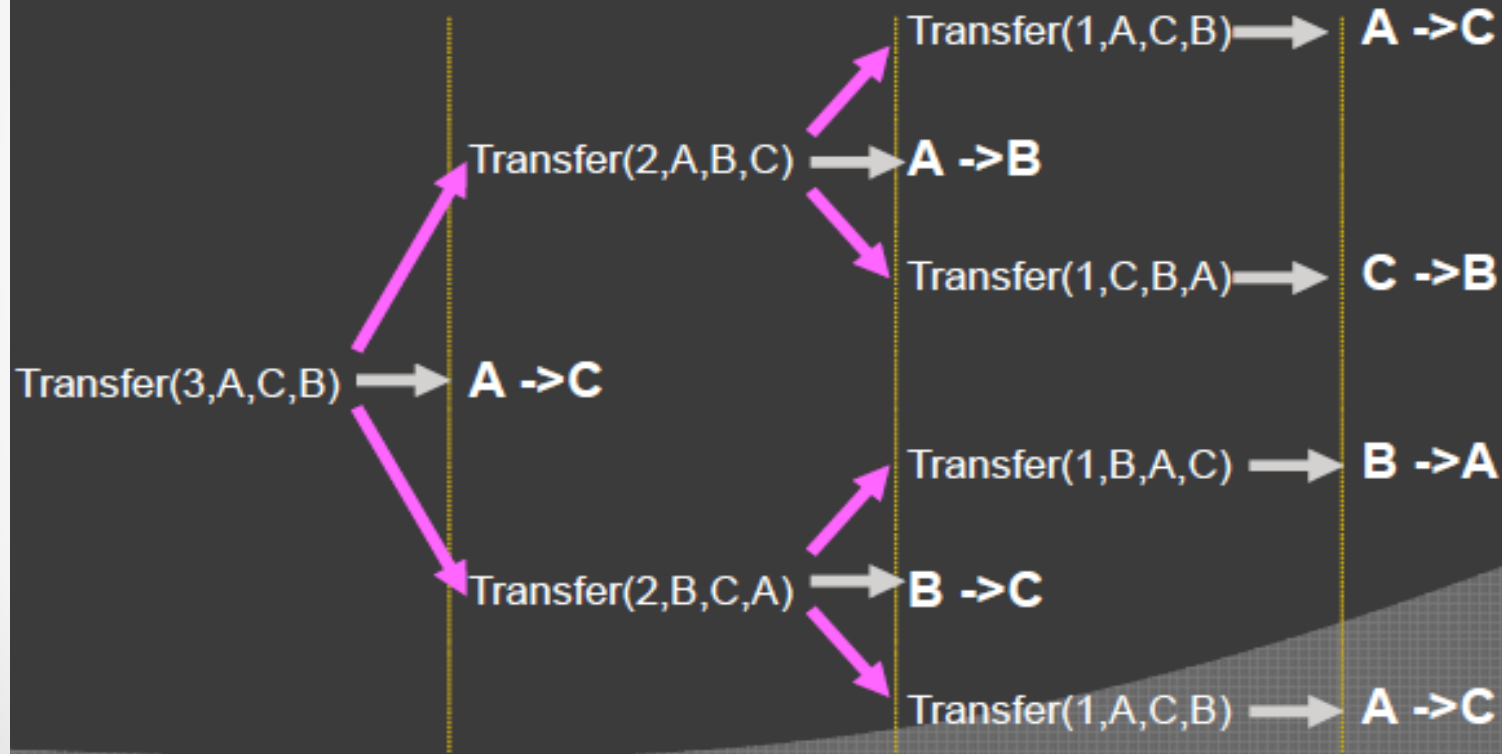 Transfer(1,A,C,B) A ->C
Transfer(2,A,B,C) A ->B
Transfer(1,C,B,A) C ->B
Transfer(3,A,C,B) A ->C
Transfer(1,B,A,C) B ->A
Transfer(2,B,C,A) B ->C
Transfer(1,A,C,B) A ->C